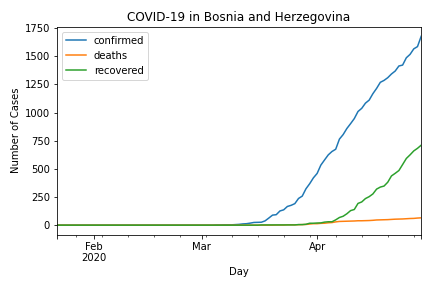 COVID-19 in Bosnia and Herzegovina
1750
1500
1250
1000
750
500
250
0
Number of Cases
confirmed
deaths
recovered
Feb
2020
Mar
Apr
Day